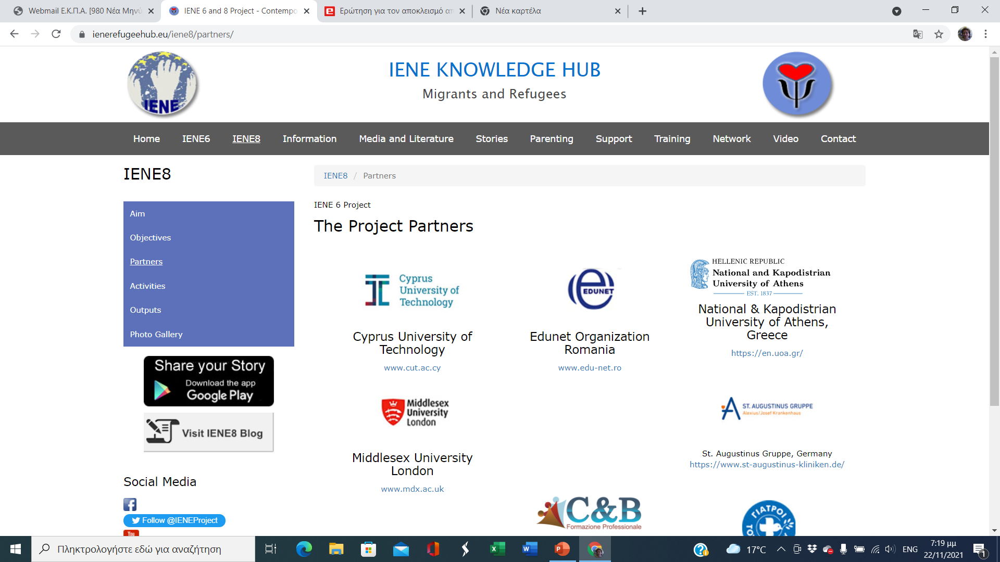 Webmail Ε.Κ.Π.Α. [980 Νέα Μηνύ
IENE 6 and 8 Project - Contempo
Ερώτηση για τον αποκλεισμό απ
Νέα καρτέλα
ienerefugeehub.eu/iene8/partners/
IENE
IENE KNOWLEDGE HUB
Migrants and Refugees
Home IENE6 IENE8 Information Media and Literature Stories Parenting Support Training Network Video Contact
IENE8
IENE8 / Partners
Aim
Objectives
Partners
Activities
Outputs
Photo Gallery
Share your Story
Download the app
Google Play
Visit IENE8 Blog
Social Media
Follow @IENEProject
You
IENE 6 Project
The Project Partners
Cyprus
University of
Technology
Cyprus University of
Technology
www.cut.ac.cy
EDUNET
Edunet Organization
Romania
www.edu-net.ro
HELLENIC REPUBLIC
National and Kapodistrian
University of Athens
EST. 1837
National & Kapodistrian
University of Athens,
Greece
https://en.uoa.gr/
Middlesex
University
London
Middlesex University
London
www.mdx.ac.uk
ST. AUGUSTINUS GRUPPE
Alexius/Josef Krankenhaus
St. Augustinus Gruppe, Germany
https://www.st-augustinus-kliniken.de/
C&B
Formazione Professionale
ΓΙΑΤΡΟΙ
ΤΟ
Πληκτρολογήστε εδώ για αναζήτηση
17°C
ENG
7:19 μμ
22/11/2021
1